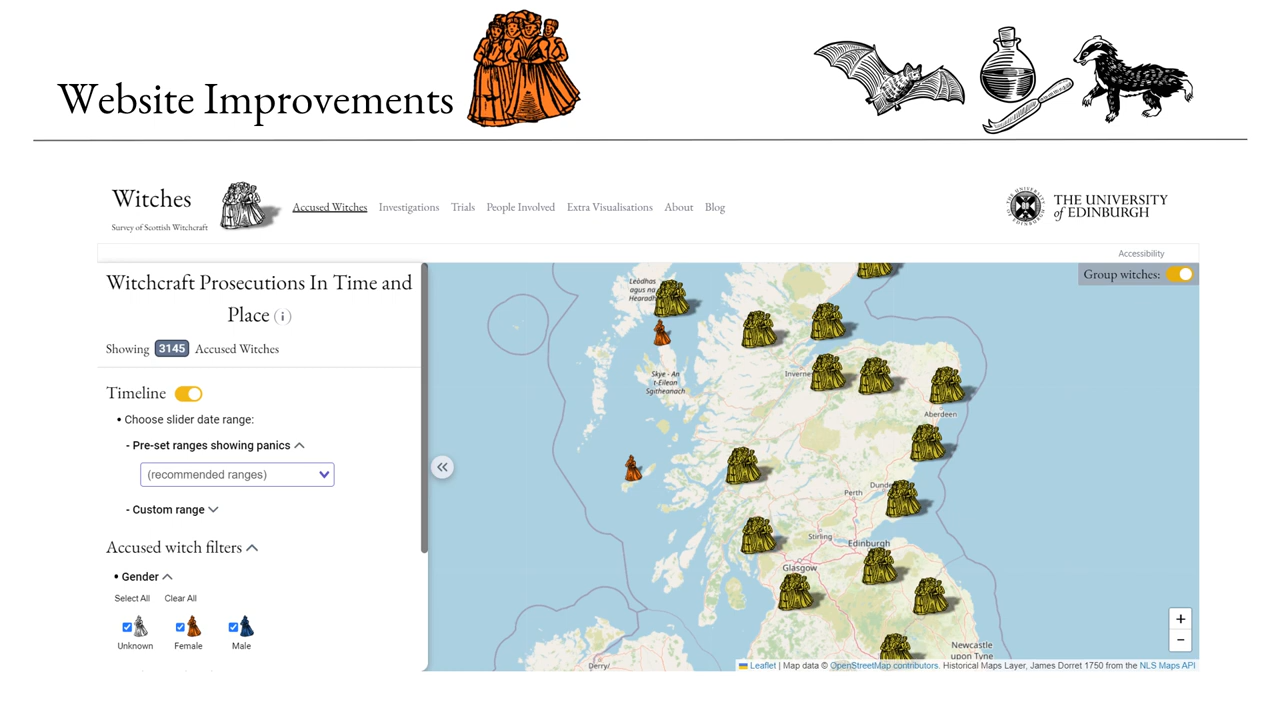 Website Improvements
Witches
Survey of Scottish Witchcraft
Accused Witches Investigations Trials People Involved Extra Visualisations About Blog
THE UNIVERSITY
of EDINBURGH
Accessibility
Group witches:
Witchcraft Prosecutions In Time and
Place
Showing 3145 Accused Witches
Timeline
• Choose slider date range:
- Pre-set ranges showing panics
(recommended ranges)
- Custom range
Accused witch filters
• Gender
Select All Clear All
Unknown Female Male
Leòdhas
agus na
Hearadh
Skye - An
t-Eilean
Sgitheanach
Inverne
Aberdeen
Dunde
Perth
Stirling
Edinburgh
Glasgow
Newcastle
upon Tyne
Derry/
+
−
Leaflet | Map data © OpenStreetMap contributors. Historical Maps Layer, James Dorret 1750 from the NLS Maps API